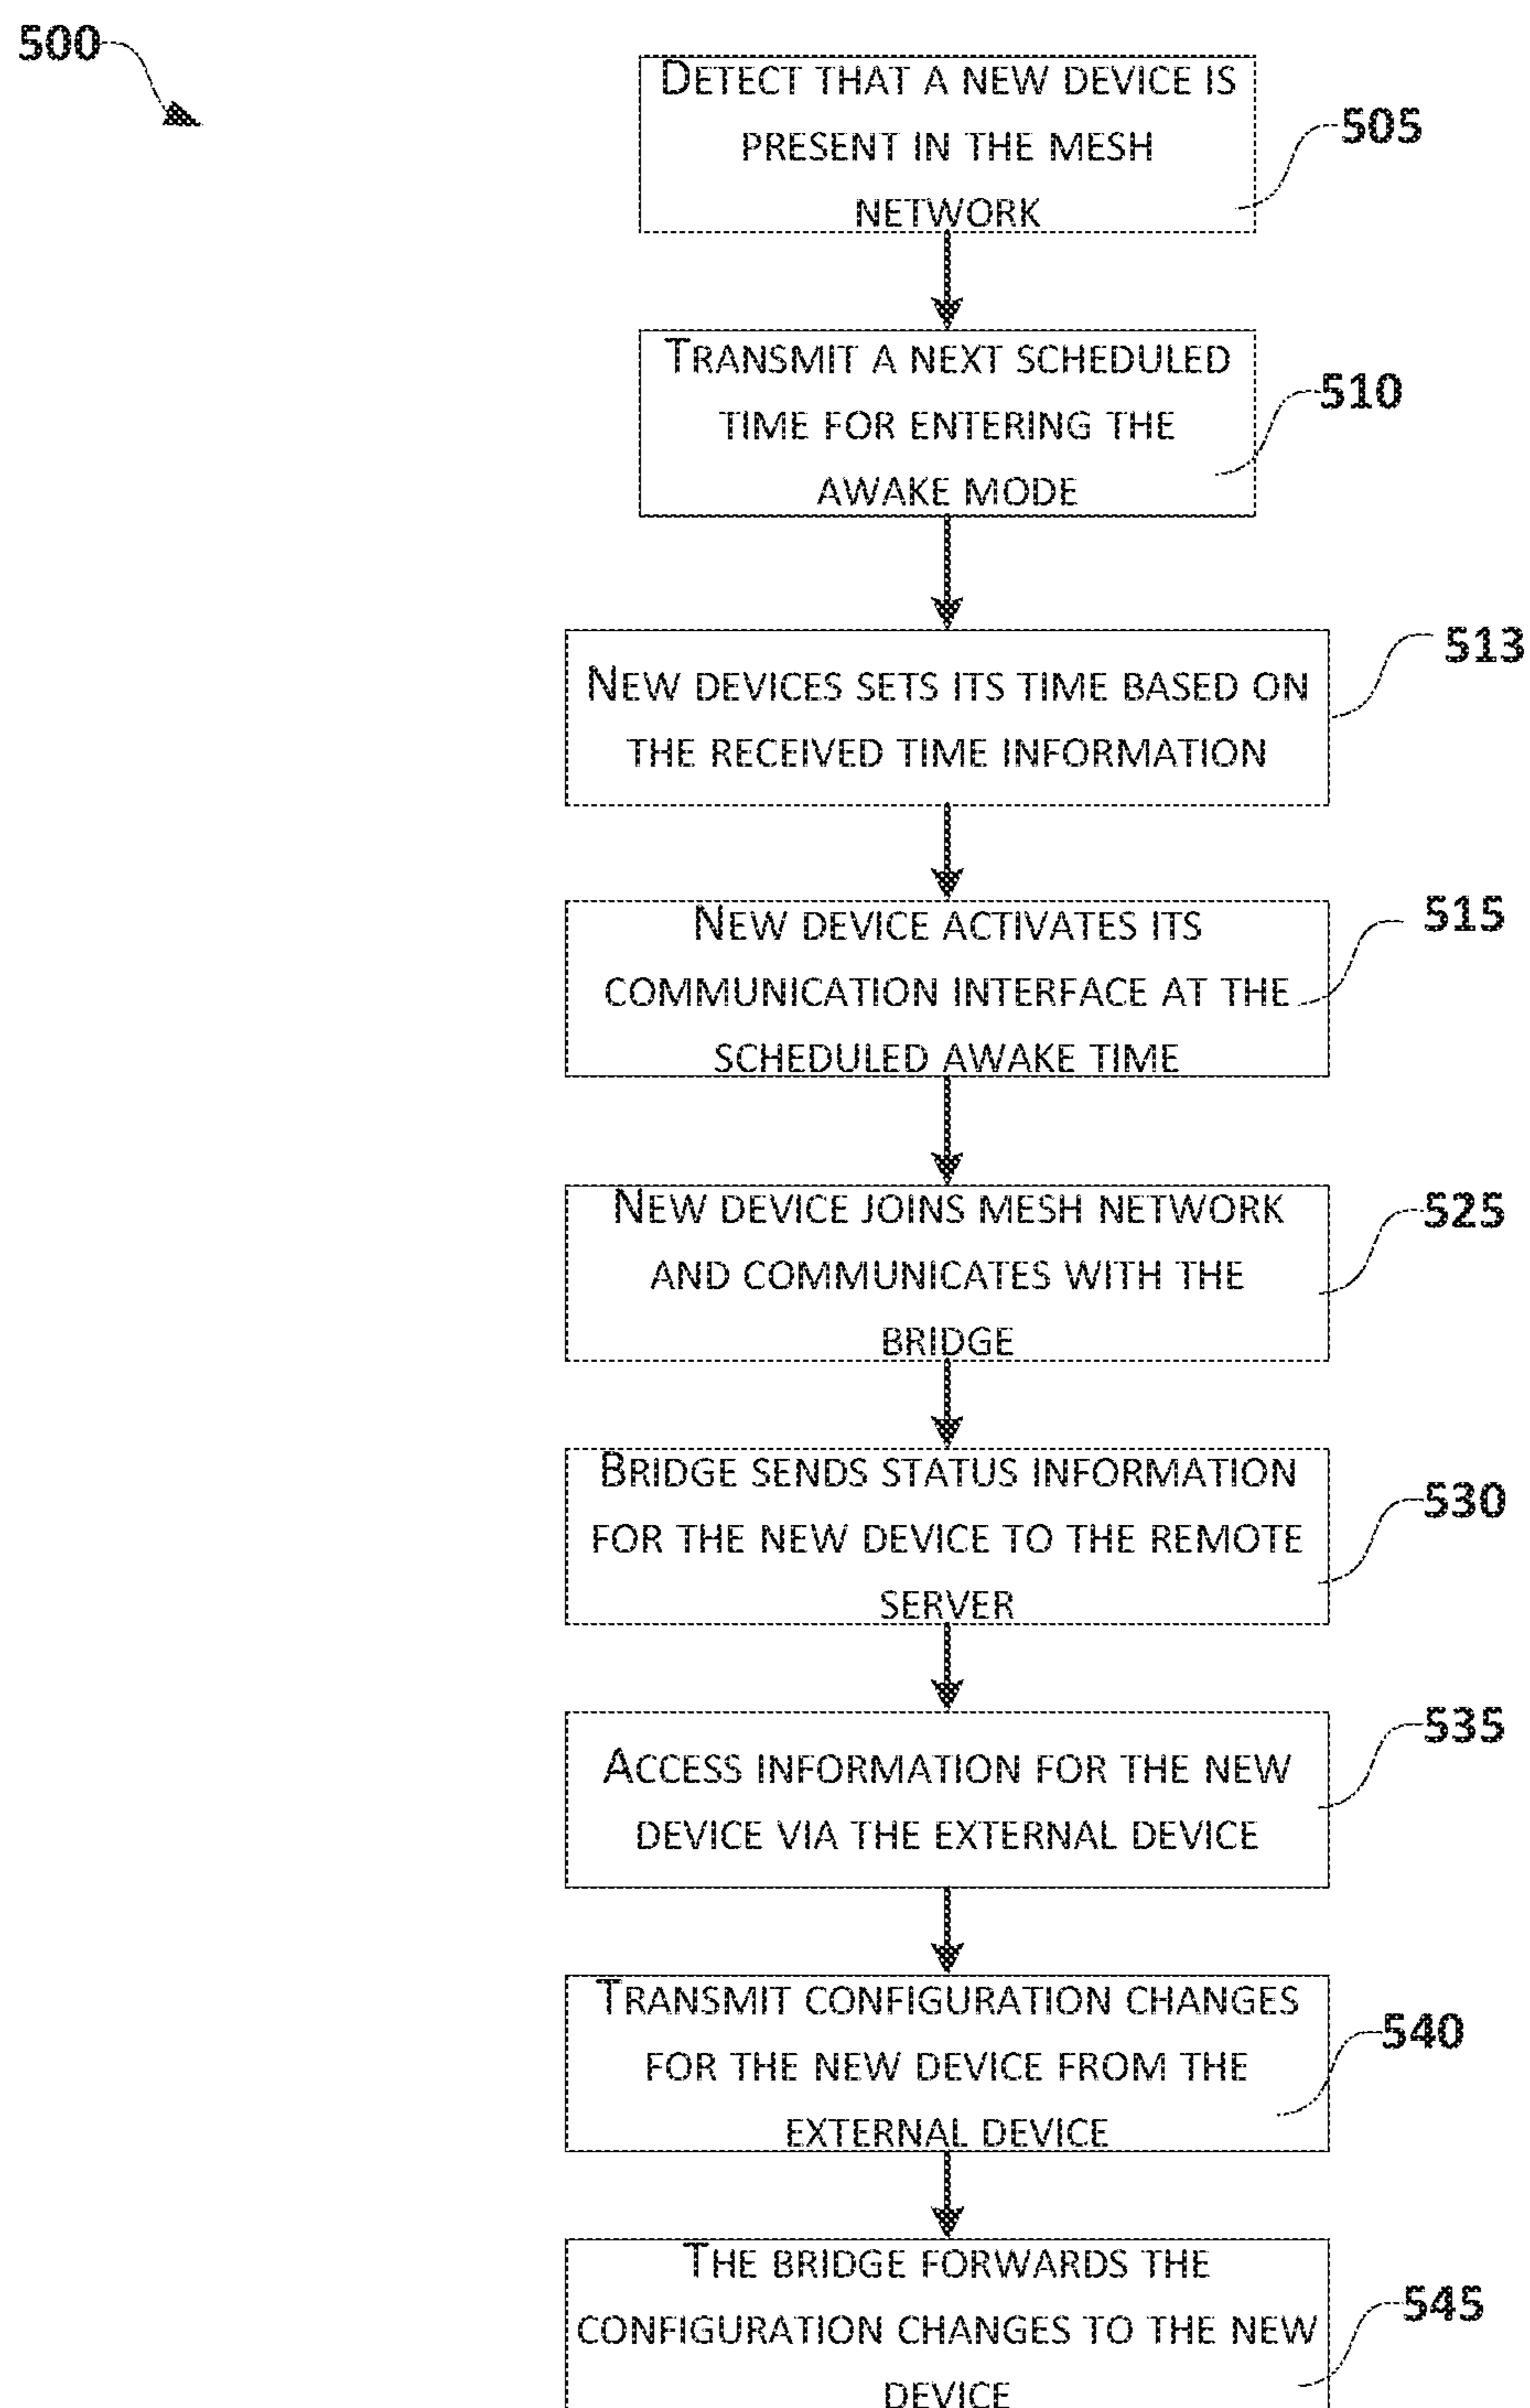 500
DETECT THAT A NEW DEVICE IS
PRESENT IN THE MESH
NETWORK
505
TRANSMIT A NEXT SCHEDULED
TIME FOR ENTERING THE
AWAKE MODE
510
NEW DEVICES SETS ITS TIME BASED ON
THE RECEIVED TIME INFORMATION
513
NEW DEVICE ACTIVATES ITS
COMMUNICATION INTERFACE AT THE
SCHEDULED AWAKE TIME
515
NEW DEVICE JOINS MESH NETWORK
AND COMMUNICATES WITH THE
BRIDGE
525
BRIDGE SENDS STATUS INFORMATION
FOR THE NEW DEVICE TO THE REMOTE
SERVER
530
ACCESS INFORMATION FOR THE NEW
DEVICE VIA THE EXTERNAL DEVICE
535
TRANSMIT CONFIGURATION CHANGES
FOR THE NEW DEVICE FROM THE
EXTERNAL DEVICE
540
THE BRIDGE FORWARDS THE
CONFIGURATION CHANGES TO THE NEW
DEVICE
545